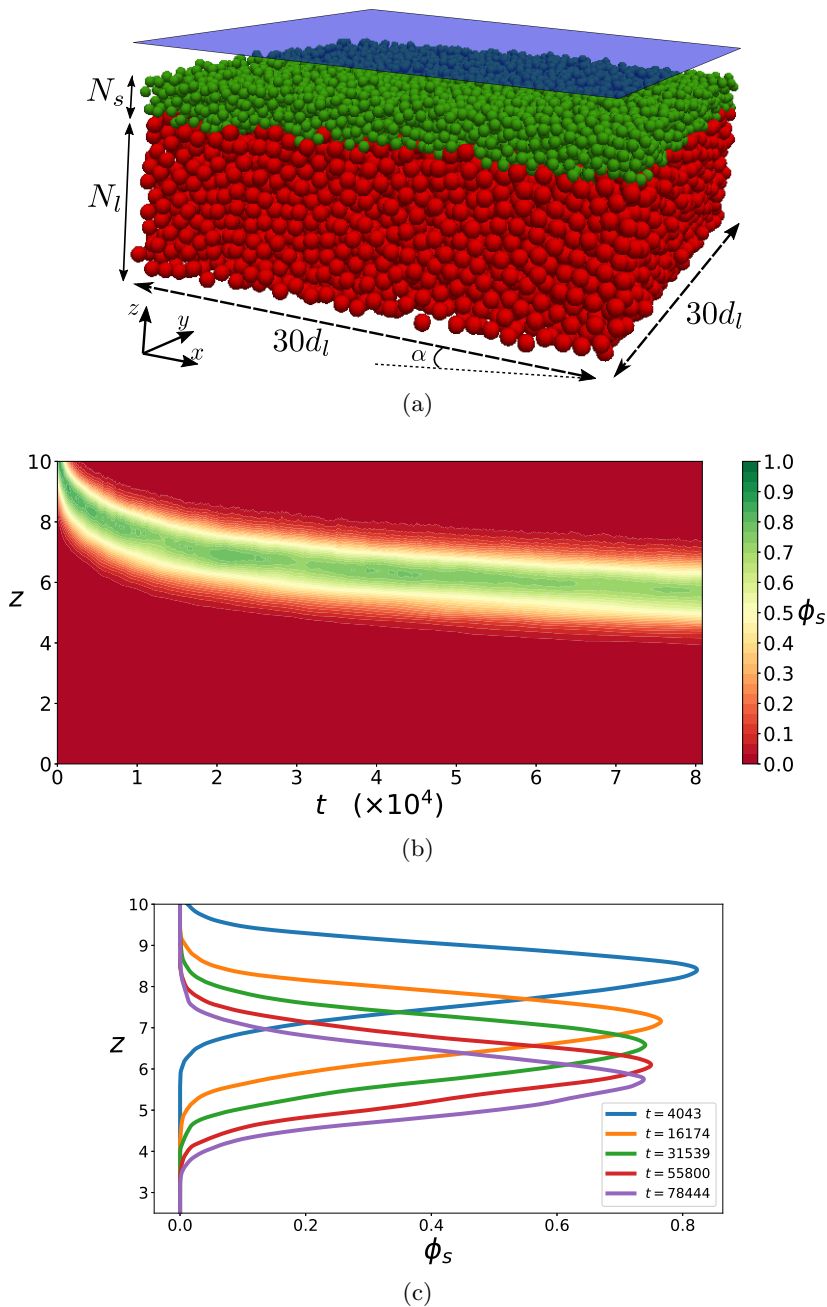 N_s
N_l
z
y
x
30d_l
α
30d_l
(a)
10
8
6
4
2
0
z
0 1 2 3 4 5 6 7 8
t (×10^4)
1.0
0.9
0.8
0.7
0.6
0.5
0.4
0.3
0.2
0.1
0.0
ϕ_s
(b)
10
9
8
7
6
5
4
3
z
t = 4043
t = 16174
t = 31539
t = 55800
t = 78444
0.0 0.2 0.4 0.6 0.8
ϕ_s
(c)